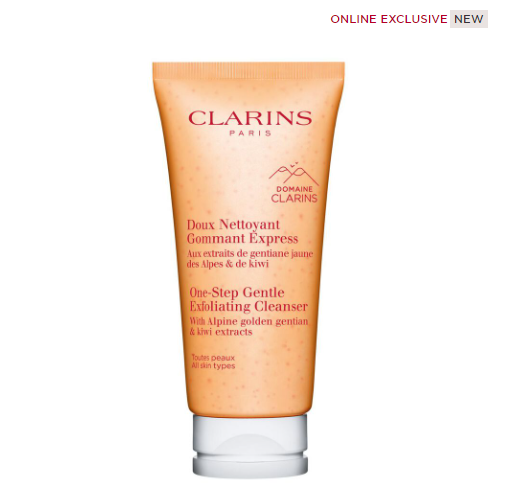 ONLINE EXCLUSIVE NEW
CLARINS
PARIS
DOMAINE
CLARINS
Doux Nettoyant
Gommant Express
Aux extraits de gentiane jaune
des Alpes & de kiwi
One-Step Gentle
Exfoliating Cleanser
With Alpine golden gentian
& kiwi extracts
Toutes peaux
All skin types